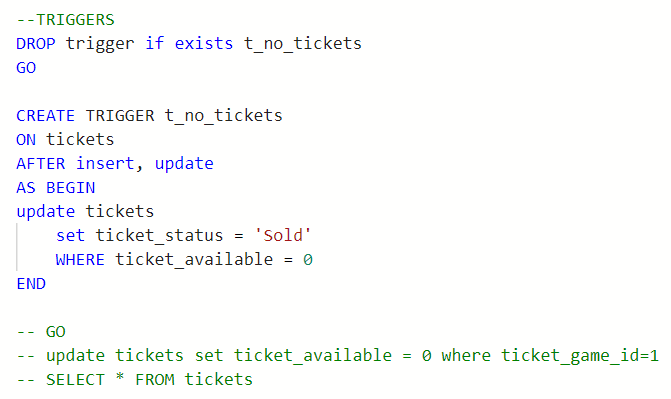 --TRIGGERS
DROP trigger if exists t_no_tickets
GO
CREATE TRIGGER t_no_tickets
ON tickets
AFTER insert, update
AS BEGIN
update tickets
set ticket_status = 'Sold'
WHERE ticket_available = 0
END
-- GO
-- update tickets set ticket_available = 0 where ticket_game_id=1
-- SELECT * FROM tickets